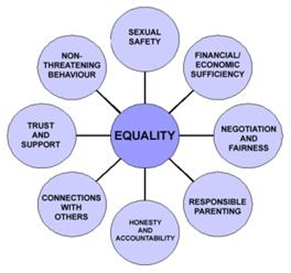 SEXUAL
SAFETY
FINANCIAL/
ECONOMIC
SUFFICIENCY
NEGOTIATION
AND
FAIRNESS
RESPONSIBLE
PARENTING
HONESTY
AND
ACCOUNTABILITY
CONNECTIONS
WITH
OTHERS
TRUST
AND
SUPPORT
NON-
THREATENING
BEHAVIOUR
EQUALITY